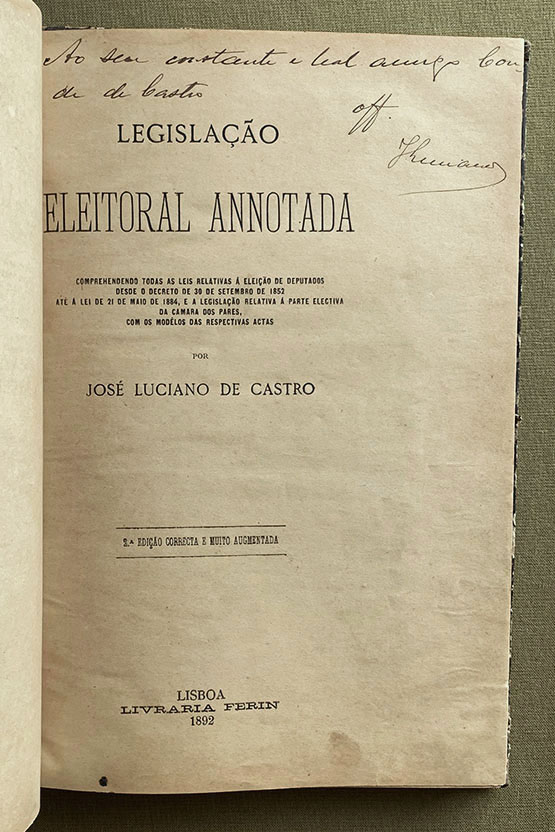 Ao seu constante e leal amigo Con-
de de Castro
off.
JLuciano
LEGISLAÇÃO
ELEITORAL ANNOTADA
COMPREHENDENDO TODAS AS LEIS RELATIVAS Á ELEIÇÃO DE DEPUTADOS
DESDE O DECRETO DE 30 DE SETEMBRO DE 1852
ATÉ Á LEI DE 21 DE MAIO DE 1884, E A LEGISLAÇÃO RELATIVA Á PARTE ELECTIVA
DA CAMARA DOS PARES,
COM OS MODÊLOS DAS RESPECTIVAS ACTAS
POR
JOSÉ LUCIANO DE CASTRO
2.ª EDIÇÃO CORRECTA E MUITO AUGMENTADA
LISBOA
LIVRARIA FERIN
1892